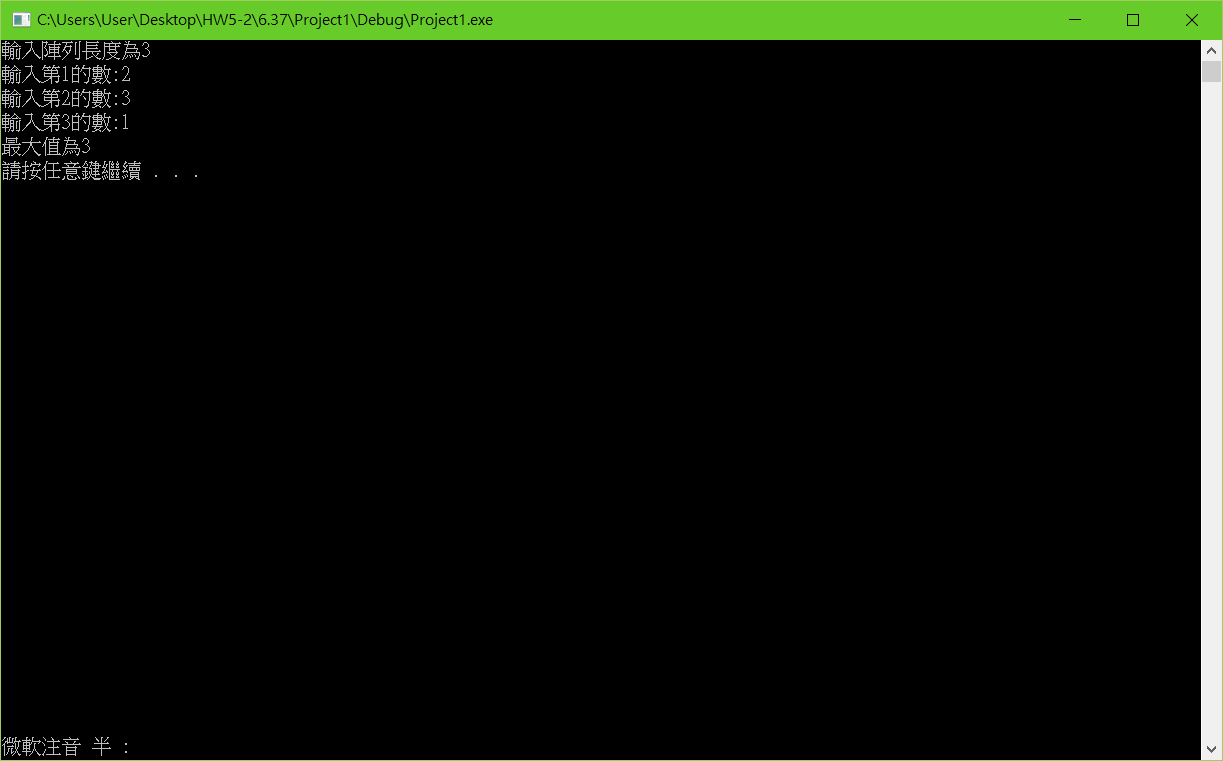 C:\Users\User\Desktop\HW5-2\6.37\Project1\Debug\Project1.exe
輸入陣列長度為3
輸入第1的數:2
輸入第2的數:3
輸入第3的數:1
最大值為3
請按任意鍵繼續 . . .
微軟注音 半 :